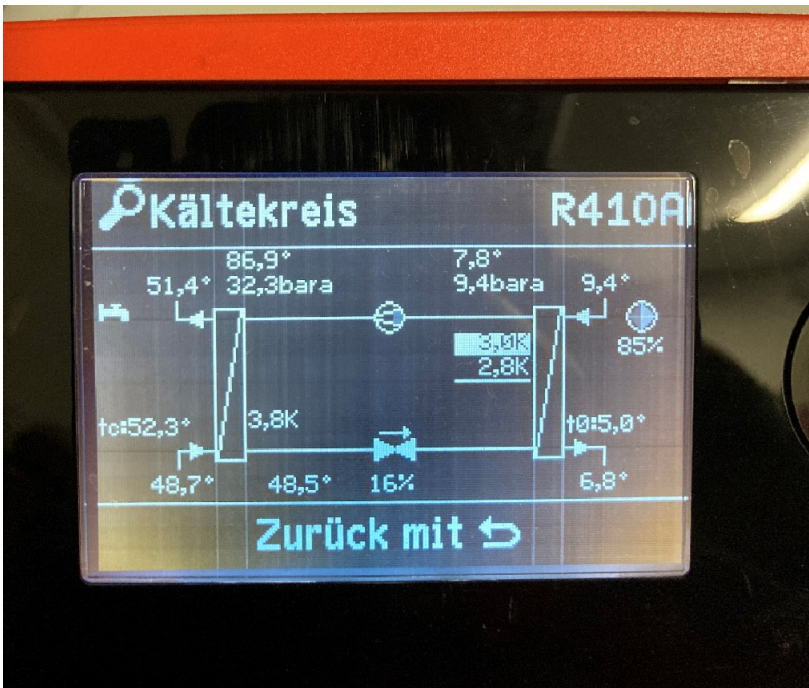 Kältekreis R410A
86,9° 7,8°
51,4° 32,3bara 9,4bara 9,4°
3,0K
85%
2,8K
tc:52,3° 3,8K t0:5,0°
48,7° 48,5° 16% 6,8°
Zurück mit